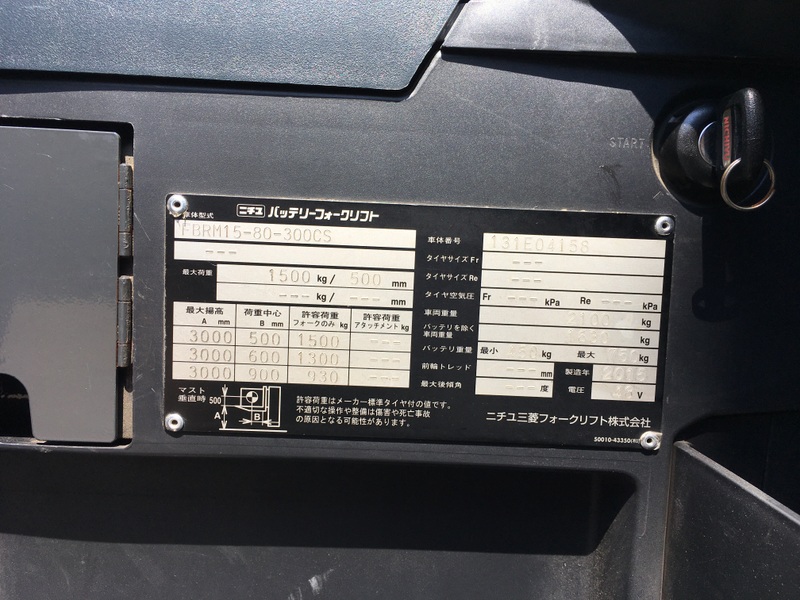 START
ニチユ バッテリーフォークリフト
車体型式
FBRM15-80-300CS
---
最大荷重 1500 kg / 500 mm
--- kg / --- mm
最大揚高 A mm 荷重中心 B mm 許容荷重 フォークのみ kg 許容荷重 アタッチメント kg
3000 500 1500 ---
3000 600 1300 ---
3000 900 930 ---
マスト垂直時 500 A B
許容荷重はメーカー標準タイヤ付の値です。
不適切な操作や整備は傷害や死亡事故
の原因となる可能性があります。
車体番号 131E04158
タイヤサイズ Fr ---
タイヤサイズ Re ---
タイヤ空気圧 Fr --- kPa Re --- kPa
車両重量 kg
バッテリを除く車両重量 kg
バッテリ重量 最小 kg 最大 kg
前輪トレッド --- mm 製造年 2015
最大後傾角 --- 度 電圧 48 V
ニチユ三菱フォークリフト株式会社
50010-43350
NICHIYU